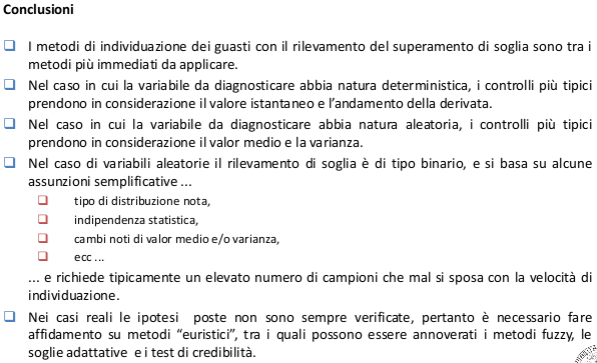 Conclusioni
I metodi di individuazione dei guasti con il rilevamento del superamento di soglia sono tra i
metodi più immediati da applicare.
Nel caso in cui la variabile da diagnosticare abbia natura deterministica, i controlli più tipici
prendono in considerazione il valore istantaneo e l'andamento della derivata.
Nel caso in cui la variabile da diagnosticare abbia natura aleatoria, i controlli più tipici
prendono in considerazione il valor medio e la varianza.
Nel caso di variabili aleatorie il rilevamento di soglia è di tipo binario, e si basa su alcune
assunzioni semplificative ...
tipo di distribuzione nota,
indipendenza statistica,
cambi noti di valor medio e/o varianza,
ecc ...
... e richiede tipicamente un elevato numero di campioni che mal si sposa con la velocità di
individuazione.
Nei casi reali le ipotesi poste non sono sempre verificate, pertanto è necessario fare
affidamento su metodi “euristici”, tra i quali possono essere annoverati i metodi fuzzy, le
soglie adattative e i test di credibilità.